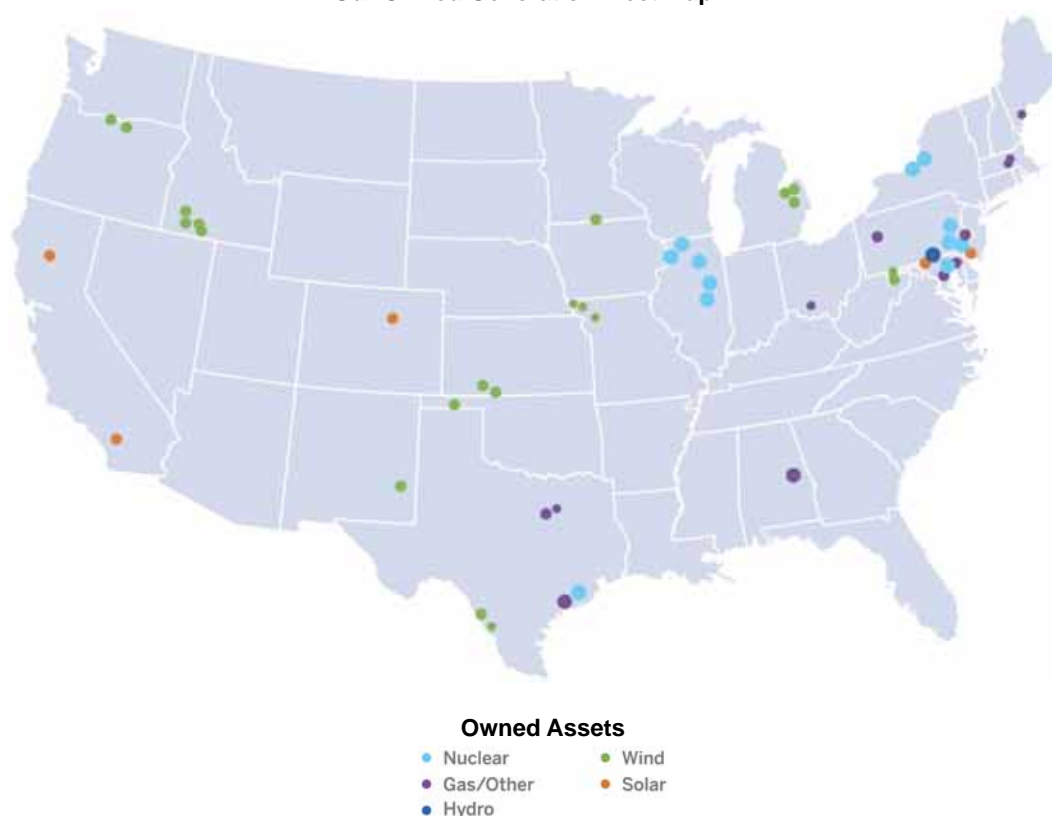 Owned Assets
Nuclear
Wind
Gas/Other
Solar
Hydro